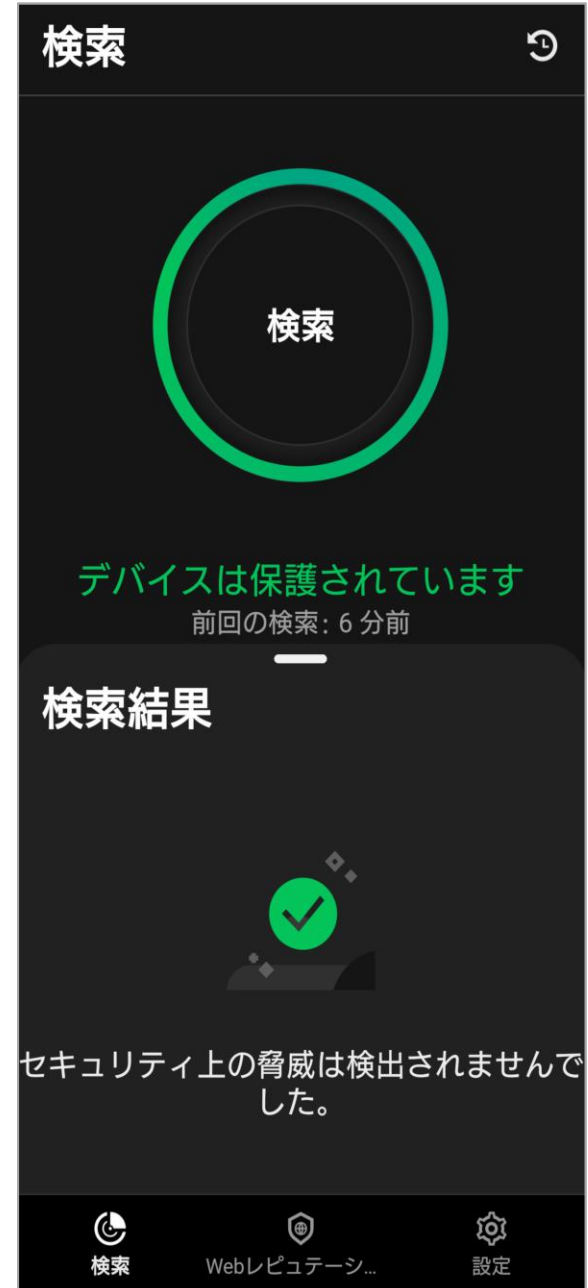 検索
検索
デバイスは保護されています
前回の検索: 6 分前
検索結果
セキュリティ上の脅威は検出されませんで
した。
検索
Webレピュテーシ...
設定